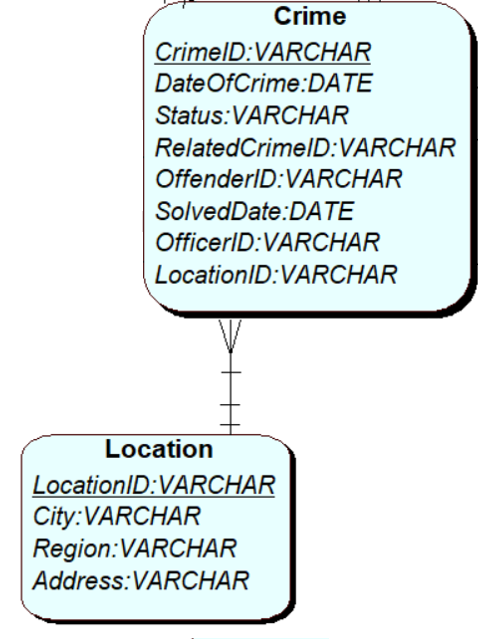 Crime
CrimeID:VARCHAR
DateOfCrime:DATE
Status:VARCHAR
RelatedCrimeID:VARCHAR
OffenderID:VARCHAR
SolvedDate:DATE
OfficerID:VARCHAR
LocationID:VARCHAR
Location
LocationID:VARCHAR
City:VARCHAR
Region:VARCHAR
Address:VARCHAR